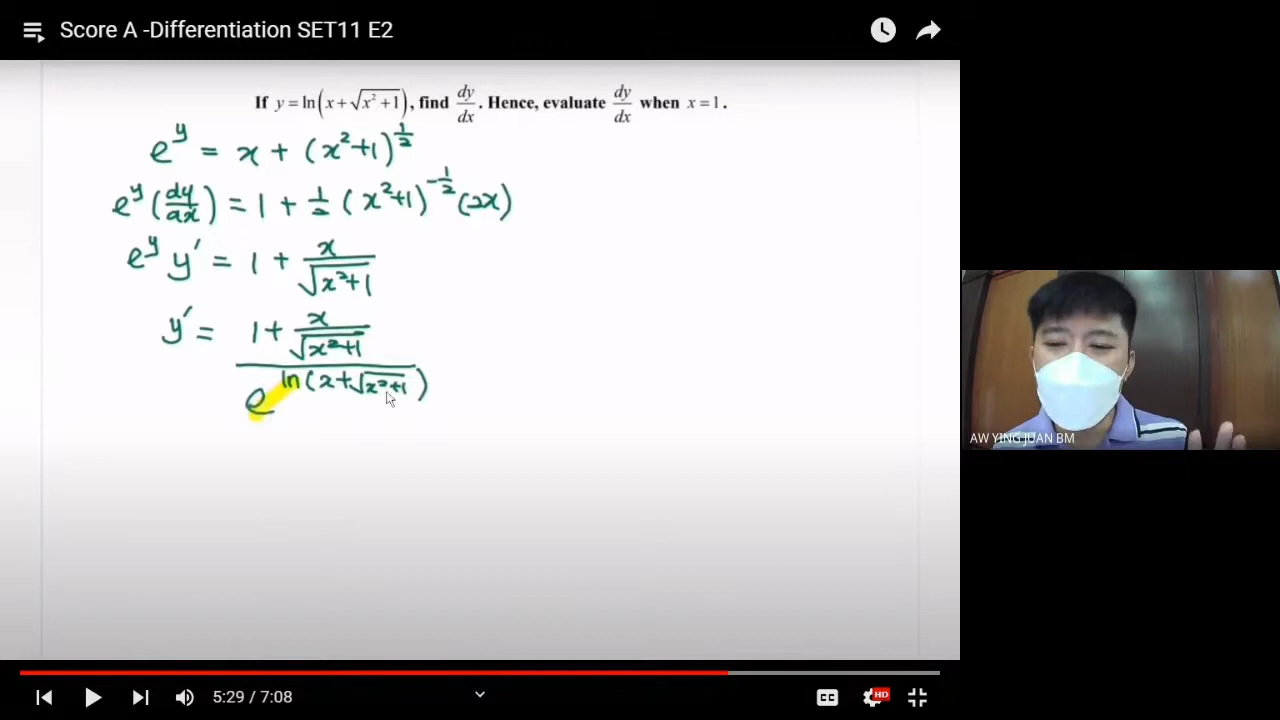 Score A -Differentiation SET11 E2
If y = ln(x + √(x² + 1)), find dy/dx. Hence, evaluate dy/dx when x = 1.
e^y = x + (x²+1)^(1/2)
e^y (dy/dx) = 1 + 1/2 (x²+1)^(-1/2) (2x)
e^y y' = 1 + x/√(x²+1)
y' = (1 + x/√(x²+1)) / e^(ln(x+√(x²+1)))
AW YING JUAN BM
5:29 / 7:08
CC
HD